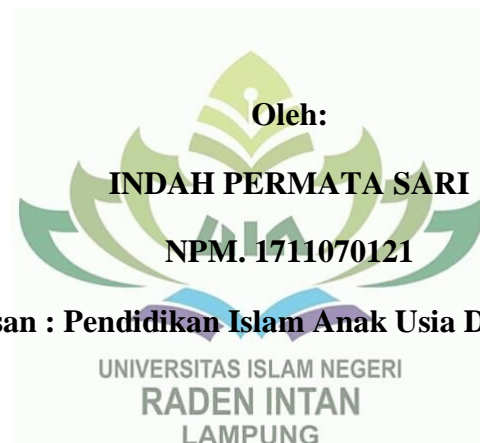 Oleh:
INDAH PERMATA SARI
NPM. 1711070121
san : Pendidikan Islam Anak Usia D
UNIVERSITAS ISLAM NEGERI
RADEN INTAN
LAMPUNG